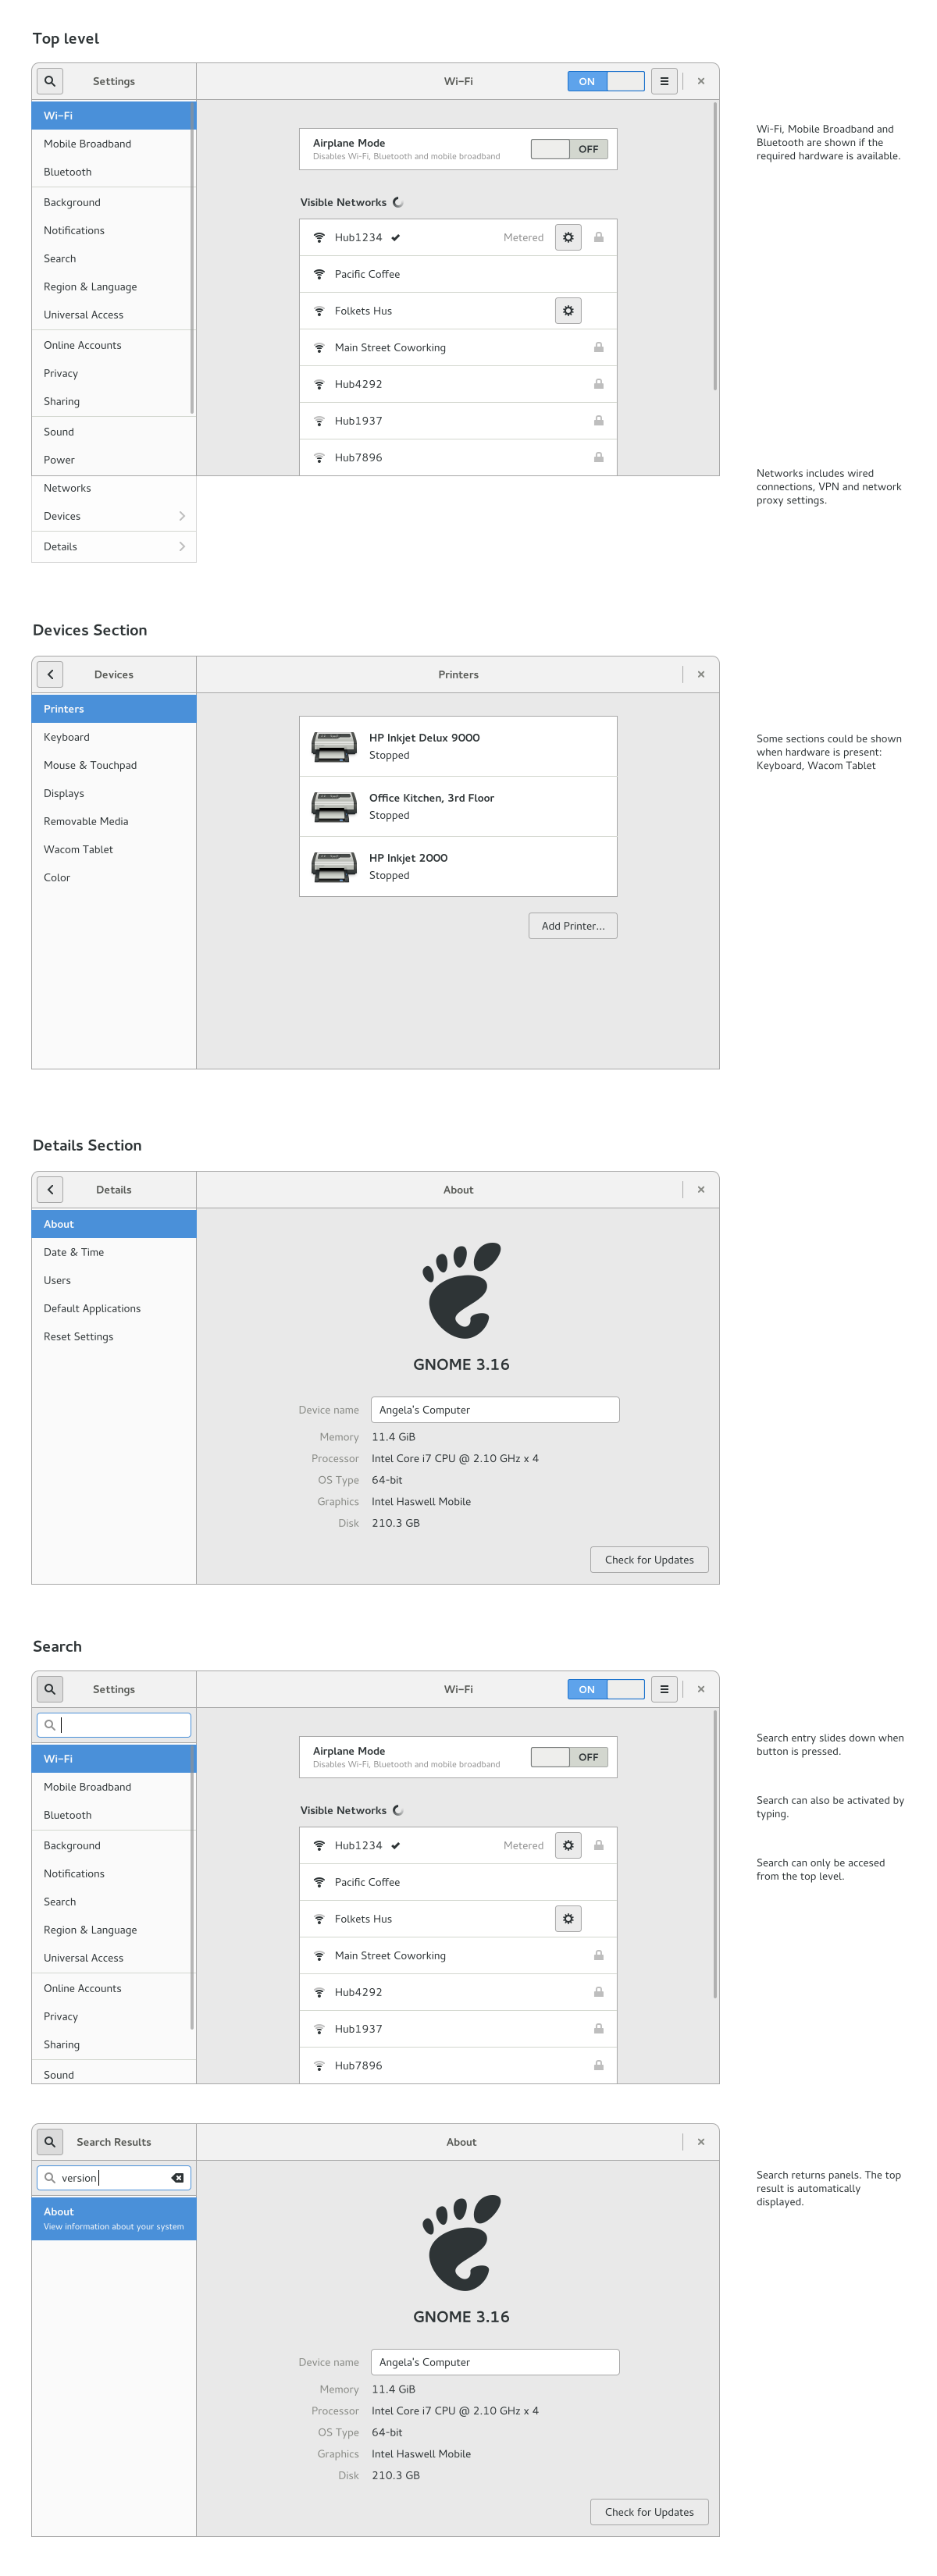 Top level
Settings
Wi-Fi
ON
Wi-Fi
Mobile Broadband
Bluetooth
Background
Notifications
Search
Region & Language
Universal Access
Online Accounts
Privacy
Sharing
Sound
Power
Networks
Devices
Details
Airplane Mode
OFF
Disables Wi-Fi, Bluetooth and mobile broadband
Visible Networks
Hub1234
Metered
Pacific Coffee
Folkets Hus
Main Street Coworking
Hub4292
Hub1937
Hub7896
Wi-Fi, Mobile Broadband and
Bluetooth are shown if the
required hardware is available.
Networks includes wired
connections, VPN and network
proxy settings.
Devices Section
Devices
Printers
Printers
Keyboard
Mouse & Touchpad
Displays
Removable Media
Wacom Tablet
Color
HP Inkjet Delux 9000
Stopped
Office Kitchen, 3rd Floor
Stopped
HP Inkjet 2000
Stopped
Add Printer...
Some sections could be shown
when hardware is present:
Keyboard, Wacom Tablet
Details Section
Details
About
About
Date & Time
Users
Default Applications
Reset Settings
GNOME 3.16
Device name Angela's Computer
Memory 11.4 GiB
Processor Intel Core i7 CPU @ 2.10 GHz x 4
OS Type 64-bit
Graphics Intel Haswell Mobile
Disk 210.3 GB
Check for Updates
Search
Settings
Wi-Fi
ON
Wi-Fi
Mobile Broadband
Bluetooth
Background
Notifications
Search
Region & Language
Universal Access
Online Accounts
Privacy
Sharing
Sound
Airplane Mode
OFF
Disables Wi-Fi, Bluetooth and mobile broadband
Visible Networks
Hub1234
Metered
Pacific Coffee
Folkets Hus
Main Street Coworking
Hub4292
Hub1937
Hub7896
Search entry slides down when
button is pressed.
Search can also be activated by
typing.
Search can only be accesed
from the top level.
Search Results
About
version
About
View information about your system
GNOME 3.16
Device name Angela's Computer
Memory 11.4 GiB
Processor Intel Core i7 CPU @ 2.10 GHz x 4
OS Type 64-bit
Graphics Intel Haswell Mobile
Disk 210.3 GB
Check for Updates
Search returns panels. The top
result is automatically
displayed.